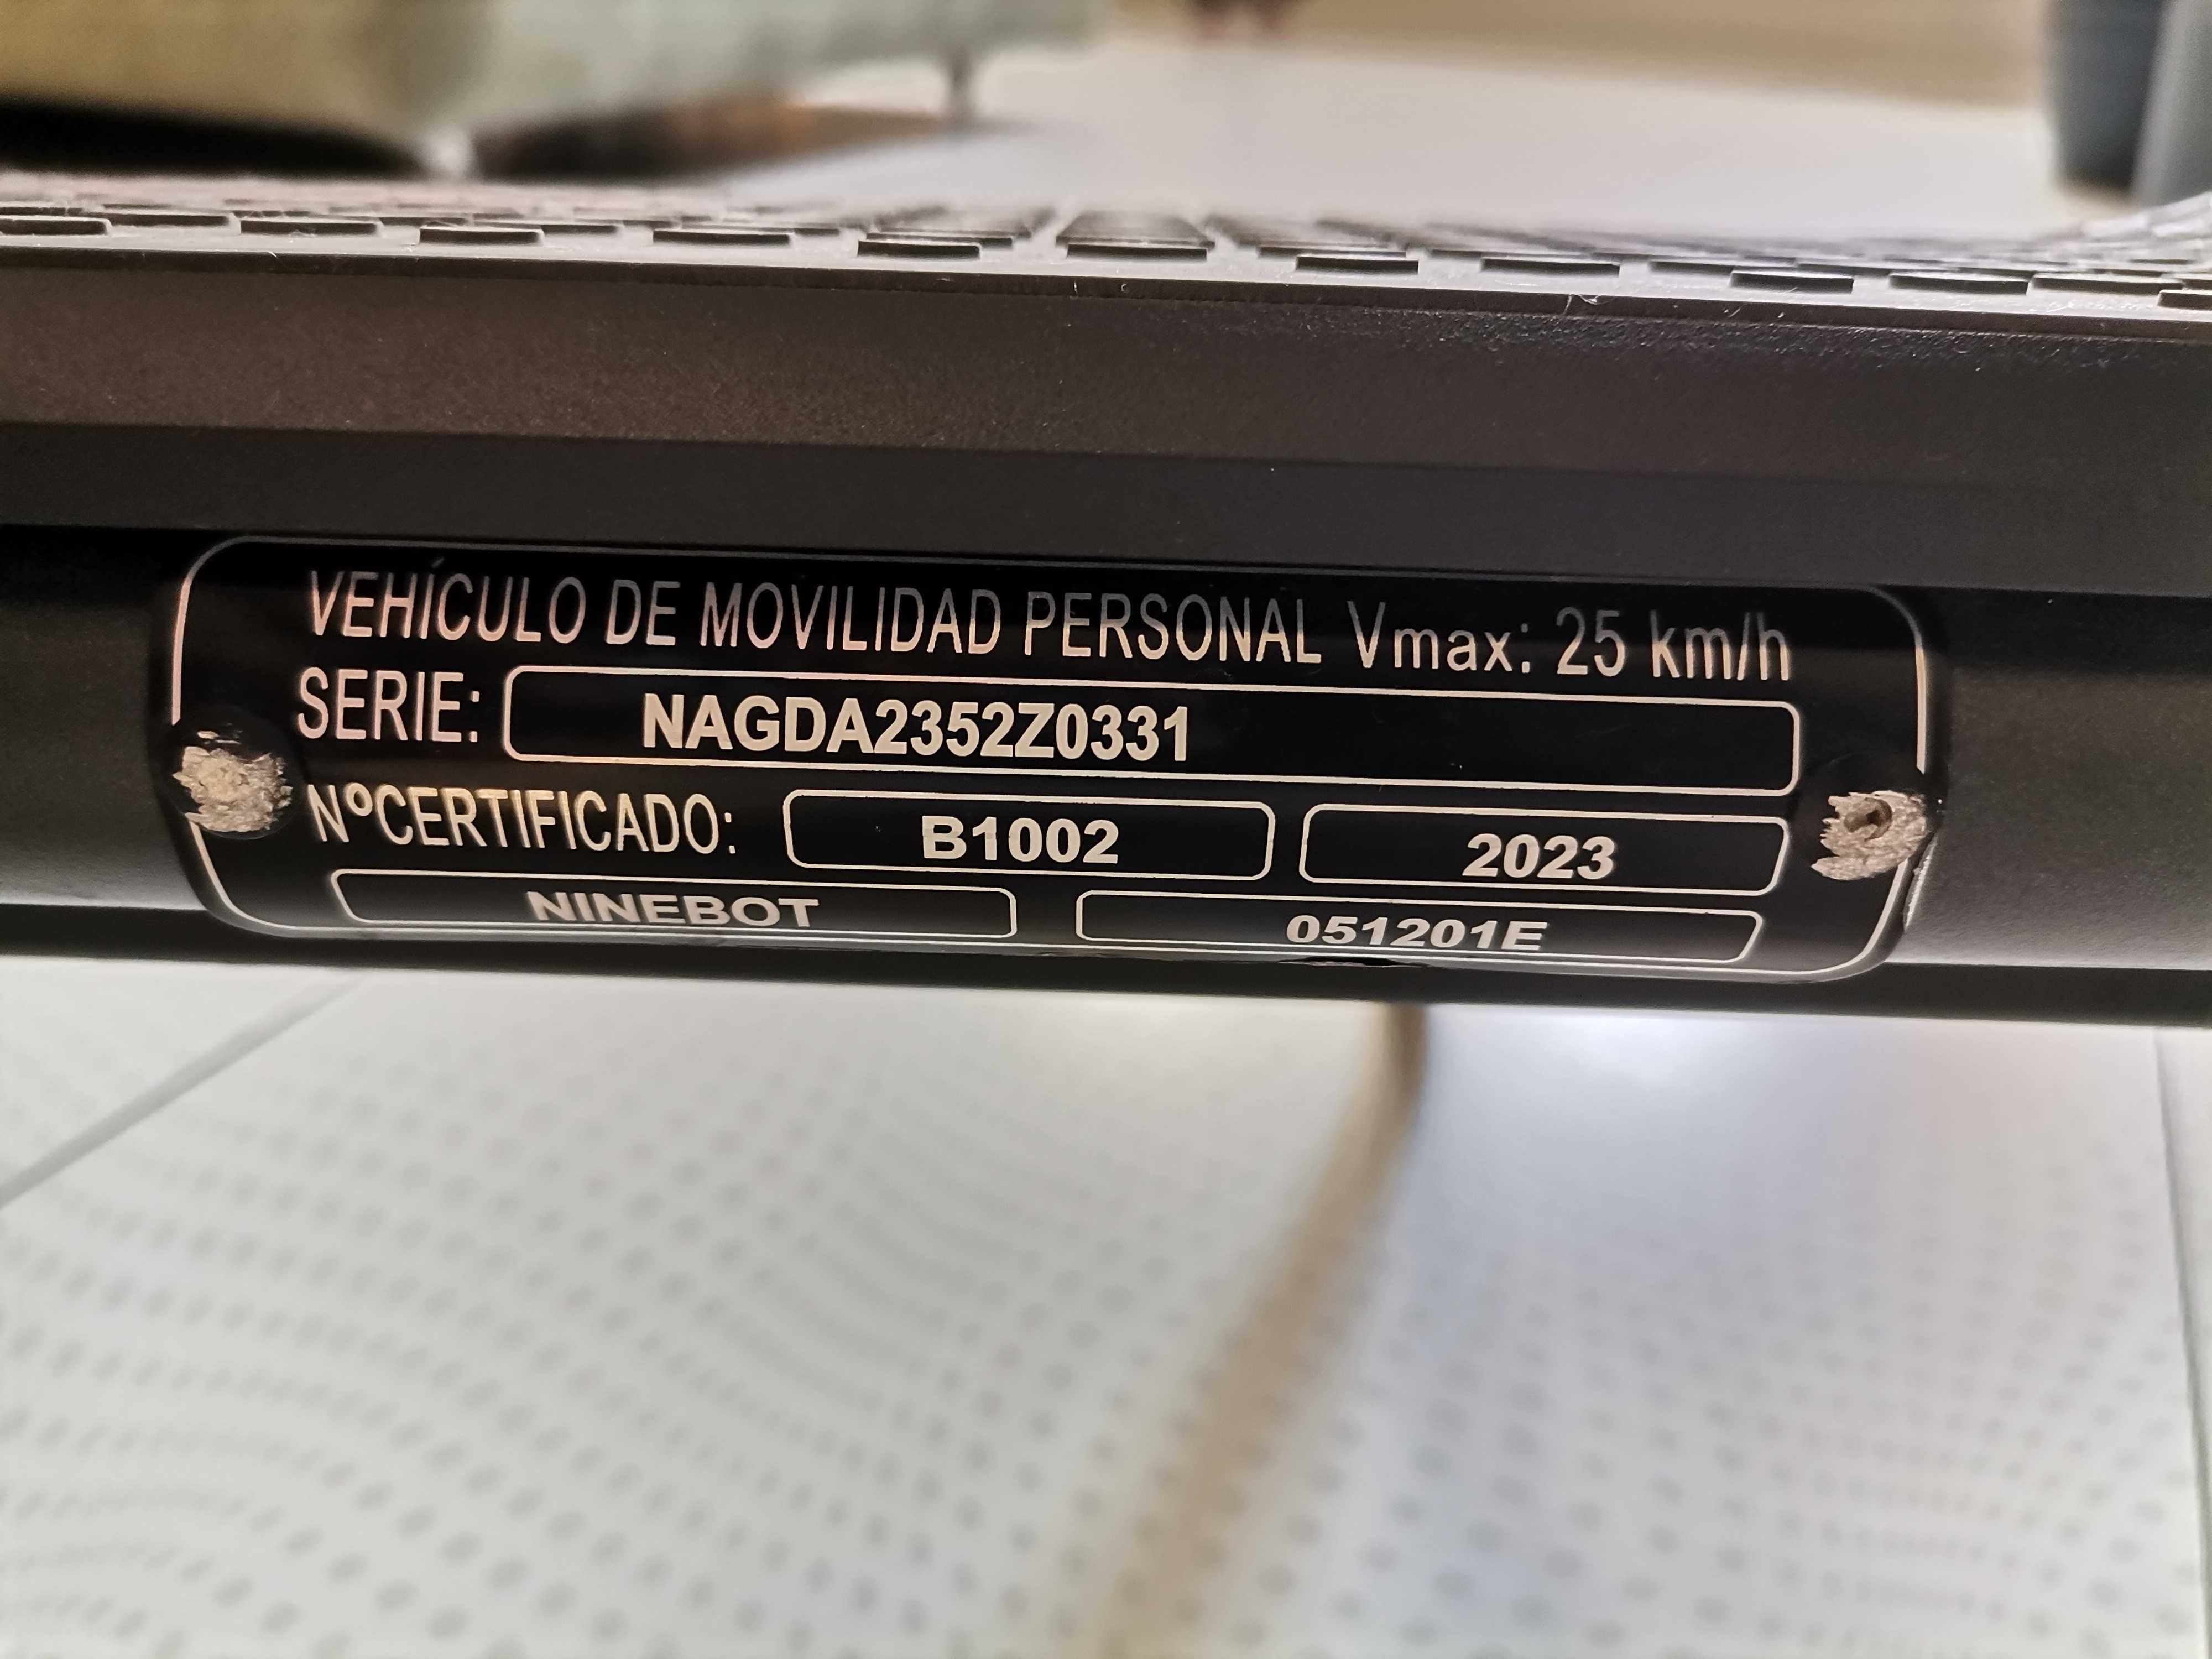 VEHÍCULO DE MOVILIDAD PERSONAL Vmax: 25 km/h
SERIE: NAGDA2352Z0331
NºCERTIFICADO: B1002 2023
NINEBOT 051201E